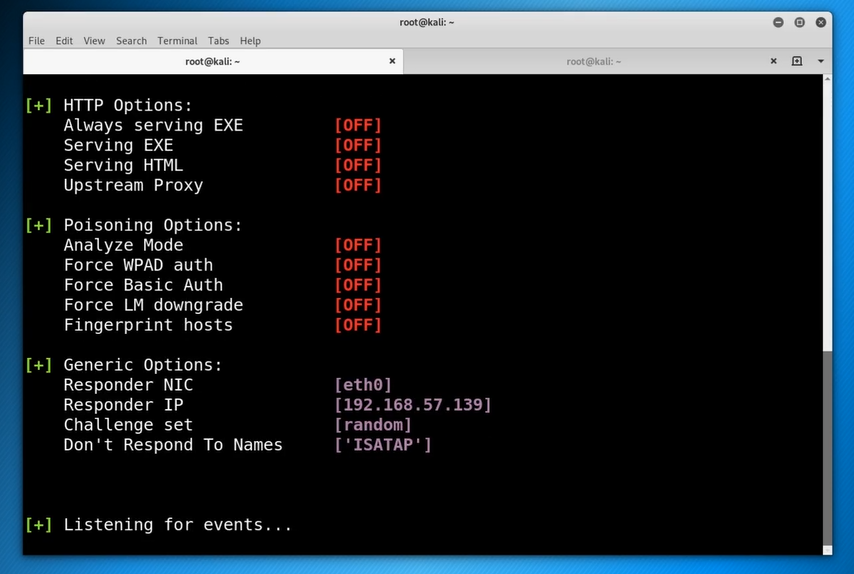 root@kali: ~
File Edit View Search Terminal Tabs Help
root@kali: ~ root@kali: ~
[+] HTTP Options:
Always serving EXE [OFF]
Serving EXE [OFF]
Serving HTML [OFF]
Upstream Proxy [OFF]
[+] Poisoning Options:
Analyze Mode [OFF]
Force WPAD auth [OFF]
Force Basic Auth [OFF]
Force LM downgrade [OFF]
Fingerprint hosts [OFF]
[+] Generic Options:
Responder NIC [eth0]
Responder IP [192.168.57.139]
Challenge set [random]
Don't Respond To Names ['ISATAP']
[+] Listening for events...